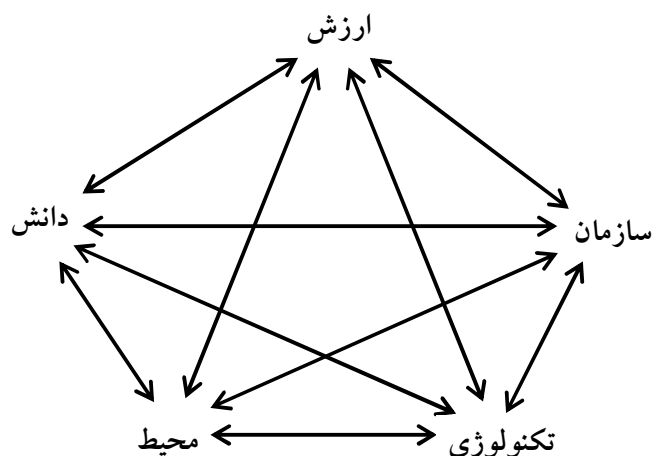 ارزش
سازمان
دانش
تکنولوژی
محیط